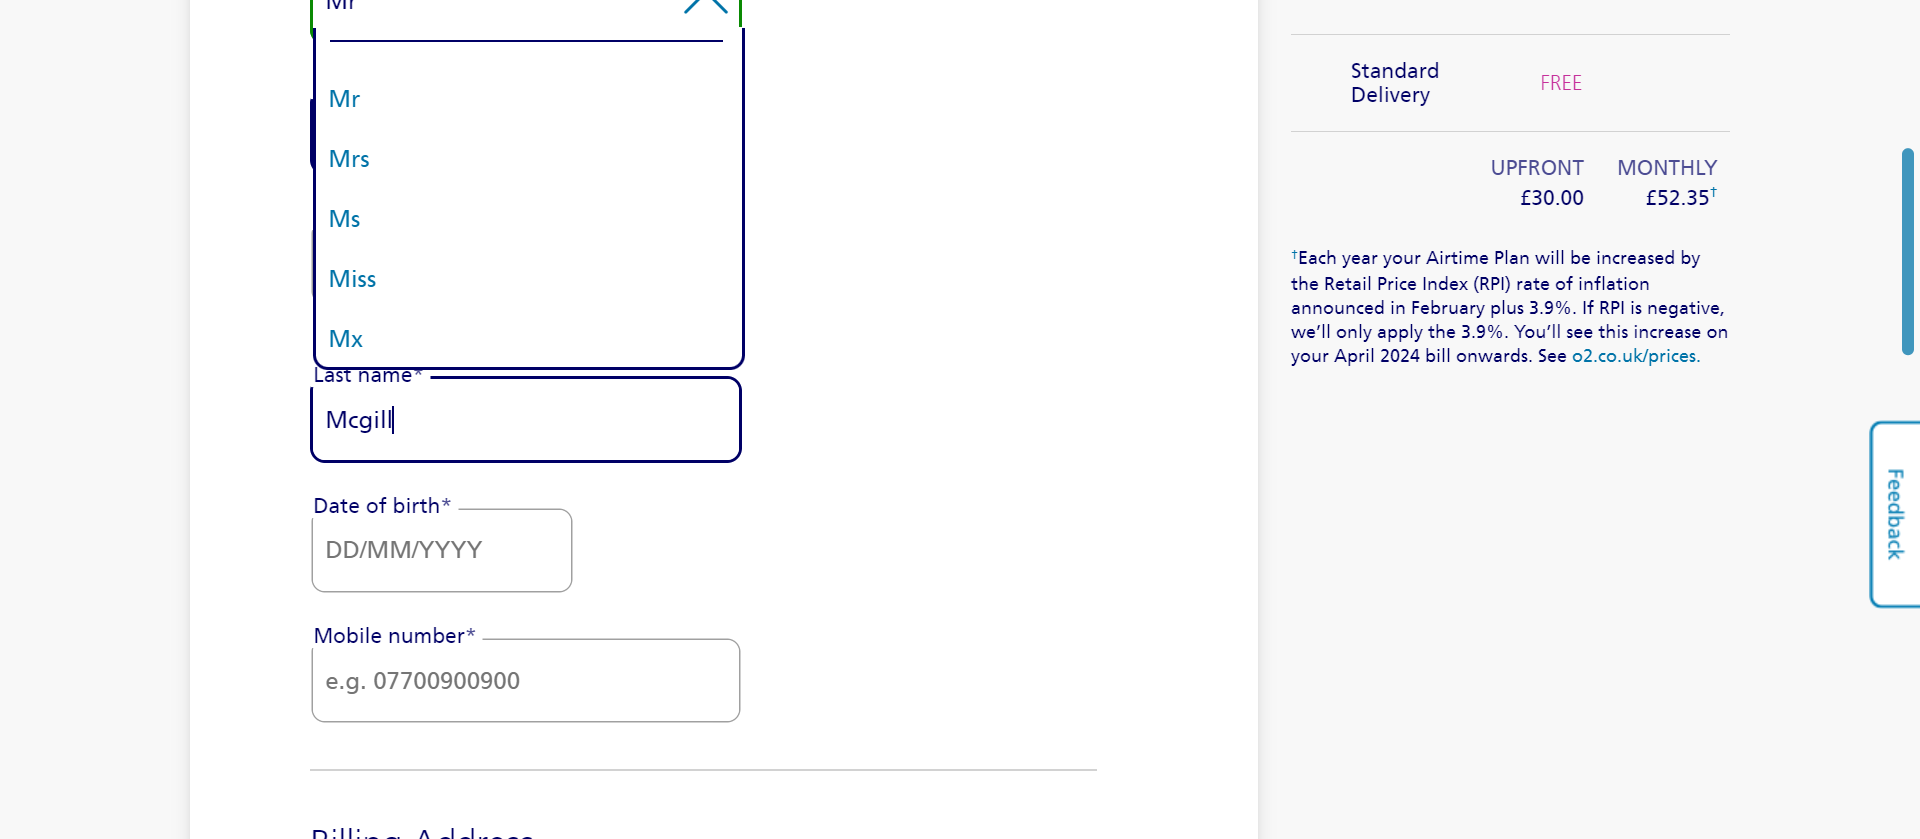 Mr
Mr
Mrs
Ms
Miss
Mx
Last name*
Mcgill
Date of birth*
DD/MM/YYYY
Mobile number*
e.g. 07700900900
Billing Address
Standard
Delivery
FREE
UPFRONT MONTHLY
£30.00 £52.35†
†Each year your Airtime Plan will be increased by
the Retail Price Index (RPI) rate of inflation
announced in February plus 3.9%. If RPI is negative,
we’ll only apply the 3.9%. You’ll see this increase on
your April 2024 bill onwards. See o2.co.uk/prices.
Feedback